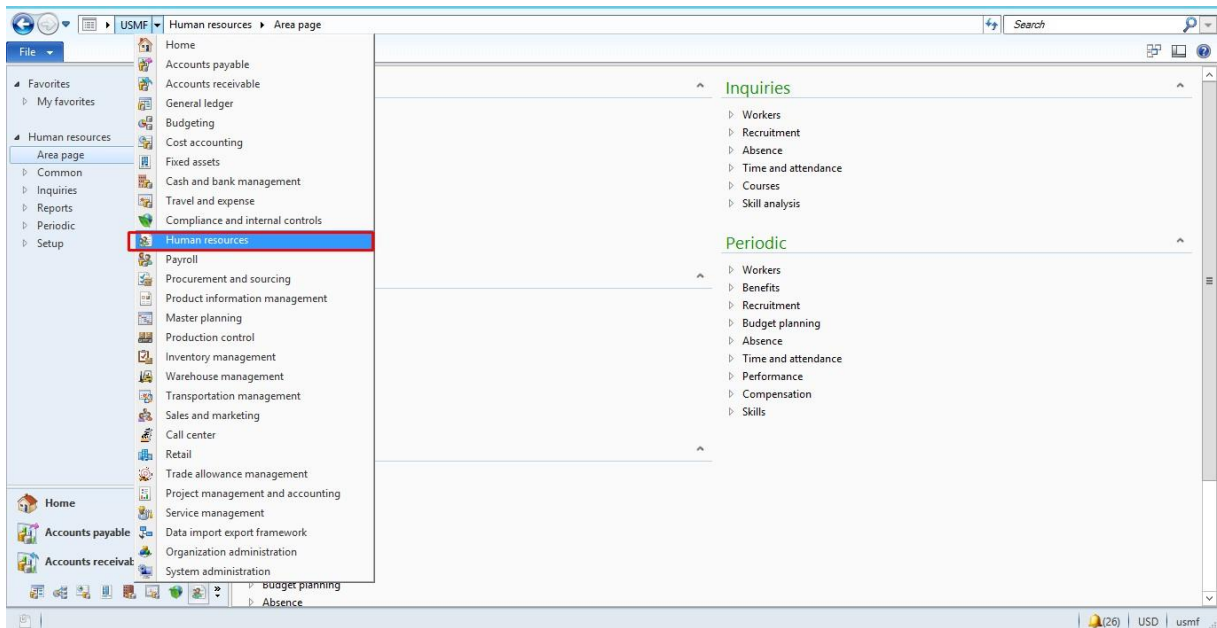 USMF Human resources Area page
Search
File
Favorites
My favorites
Human resources
Area page
Common
Inquiries
Reports
Periodic
Setup
Home
Accounts payable
Accounts receivable
General ledger
Budgeting
Cost accounting
Fixed assets
Cash and bank management
Travel and expense
Compliance and internal controls
Human resources
Payroll
Procurement and sourcing
Product information management
Master planning
Production control
Inventory management
Warehouse management
Transportation management
Sales and marketing
Call center
Retail
Trade allowance management
Project management and accounting
Service management
Data import export framework
Organization administration
System administration
Inquiries
Workers
Recruitment
Absence
Time and attendance
Courses
Skill analysis
Periodic
Workers
Benefits
Recruitment
Budget planning
Absence
Time and attendance
Performance
Compensation
Skills
Home
Accounts payable
Accounts receivab
Budget planning
Absence
(26) USD usmf